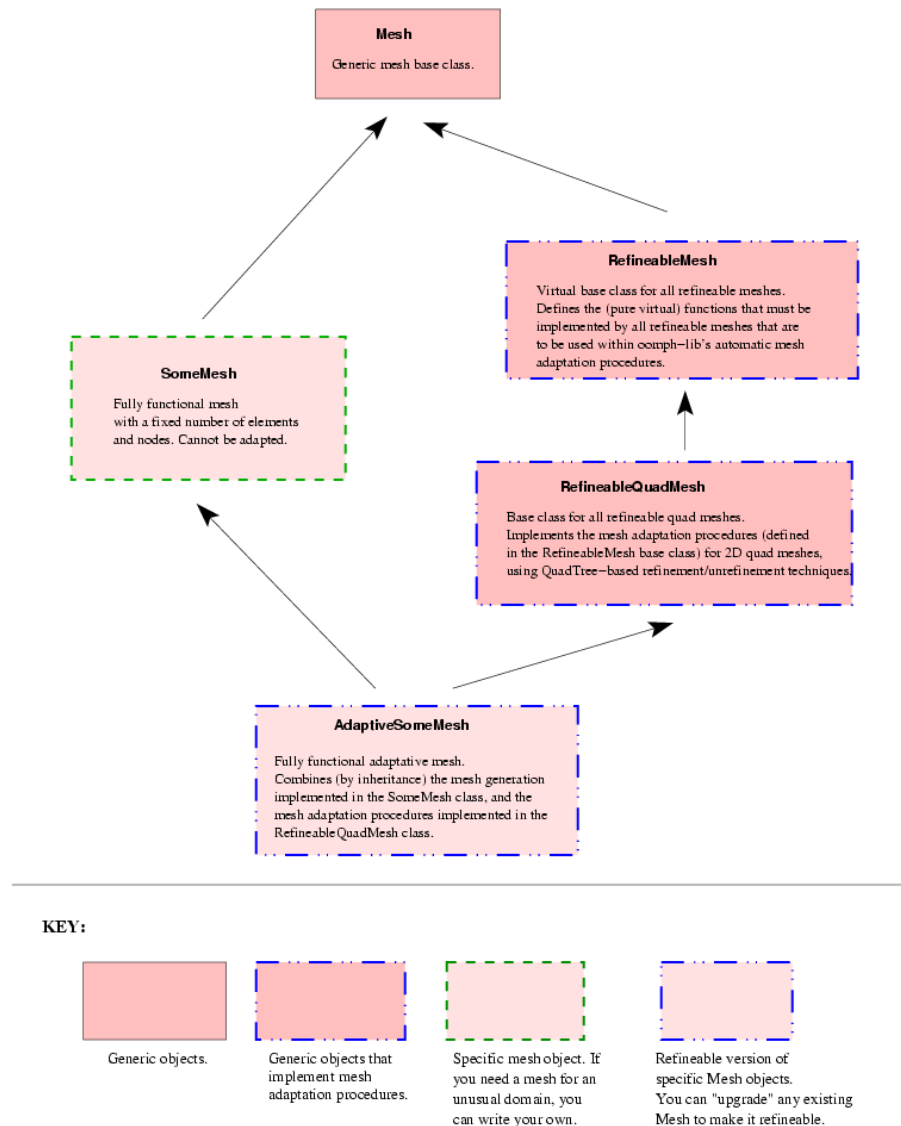 Mesh
Generic mesh base class.
RefineableMesh
Virtual base class for all refineable meshes.
Defines the (pure virtual) functions that must be
implemented by all refineable meshes that are
to be used within oomph−lib's automatic mesh
adaptation procedures.
SomeMesh
Fully functional mesh
with a fixed number of elements
and nodes. Cannot be adapted.
RefineableQuadMesh
Base class for all refineable quad meshes.
Implements the mesh adaptation procedures (defined
in the RefineableMesh base class) for 2D quad meshes,
using QuadTree−based refinement/unrefinement techniques.
AdaptiveSomeMesh
Fully functional adaptative mesh.
Combines (by inheritance) the mesh generation
implemented in the SomeMesh class, and the
mesh adaptation procedures implemented in the
RefineableQuadMesh class.
KEY:
Generic objects.
Generic objects that
implement mesh
adaptation procedures.
Specific mesh object. If
you need a mesh for an
unusual domain, you
can write your own.
Refineable version of
specific Mesh objects.
You can "upgrade" any existing
Mesh to make it refineable.